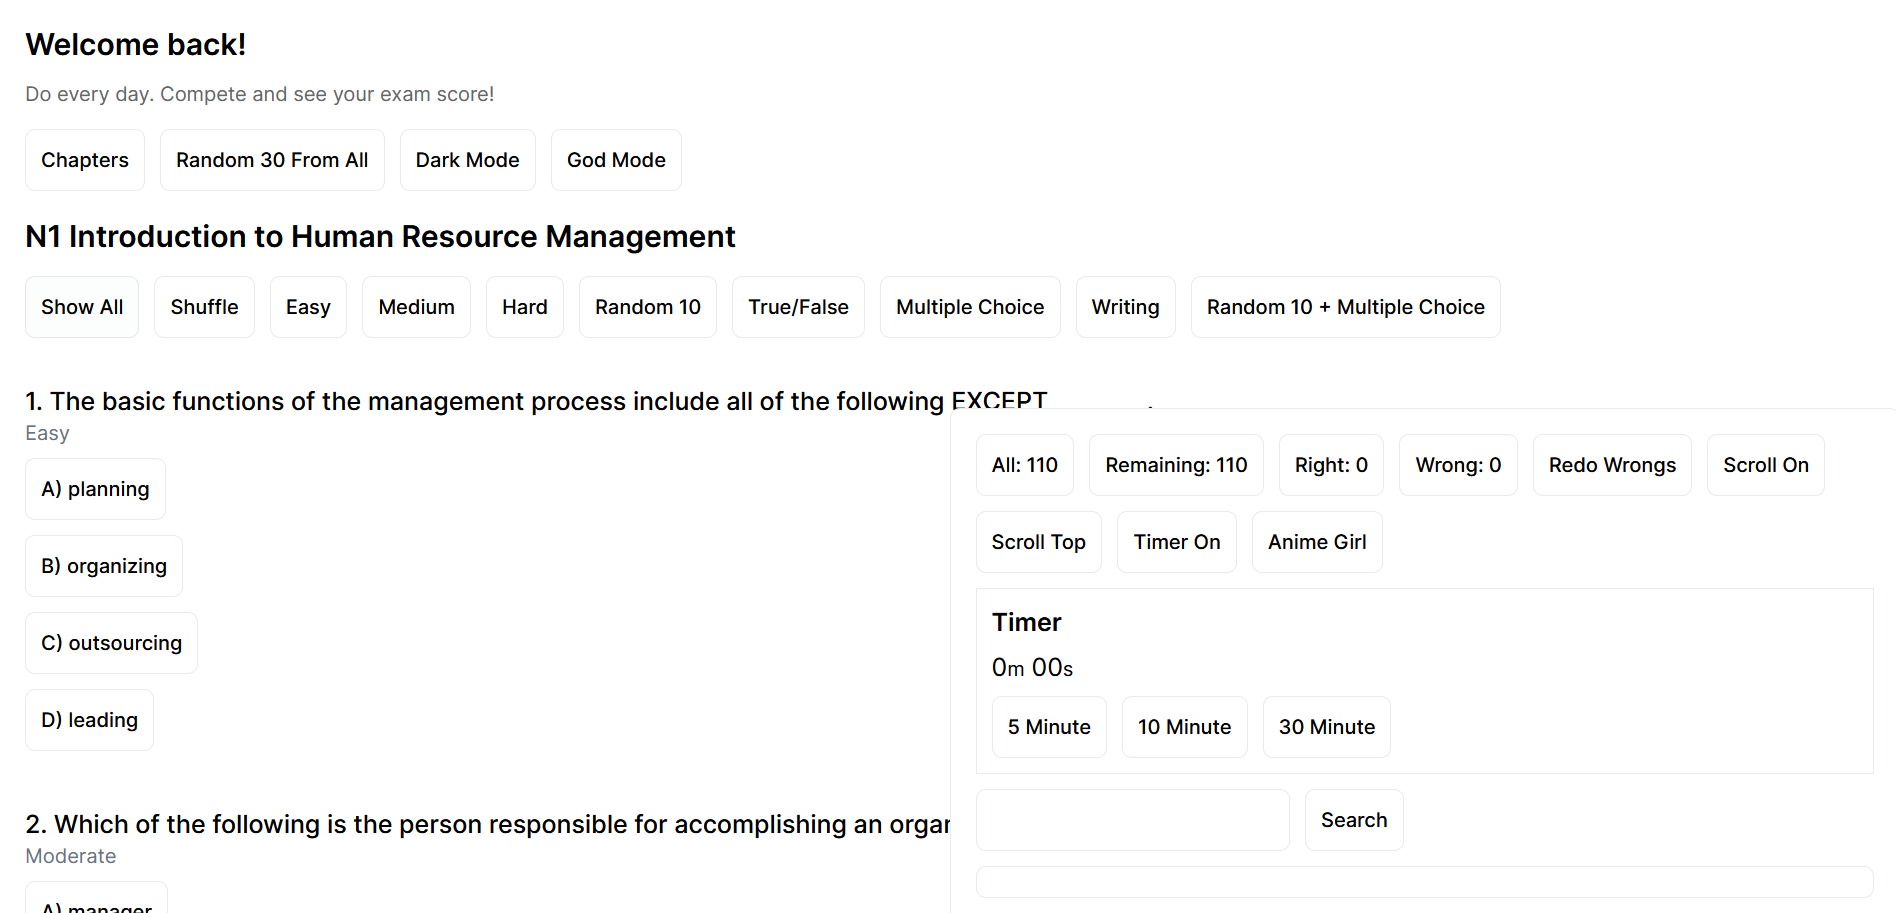 Welcome back!
Do every day. Compete and see your exam score!
Chapters Random 30 From All Dark Mode God Mode
N1 Introduction to Human Resource Management
Show All Shuffle Easy Medium Hard Random 10 True/False Multiple Choice Writing Random 10 + Multiple Choice
1. The basic functions of the management process include all of the following EXCEPT
Easy
A) planning
B) organizing
C) outsourcing
D) leading
2. Which of the following is the person responsible for accomplishing an
Moderate
A) manager
All: 110 Remaining: 110 Right: 0 Wrong: 0 Redo Wrongs Scroll On
Scroll Top Timer On Anime Girl
Timer
0m 00s
5 Minute 10 Minute 30 Minute
Search